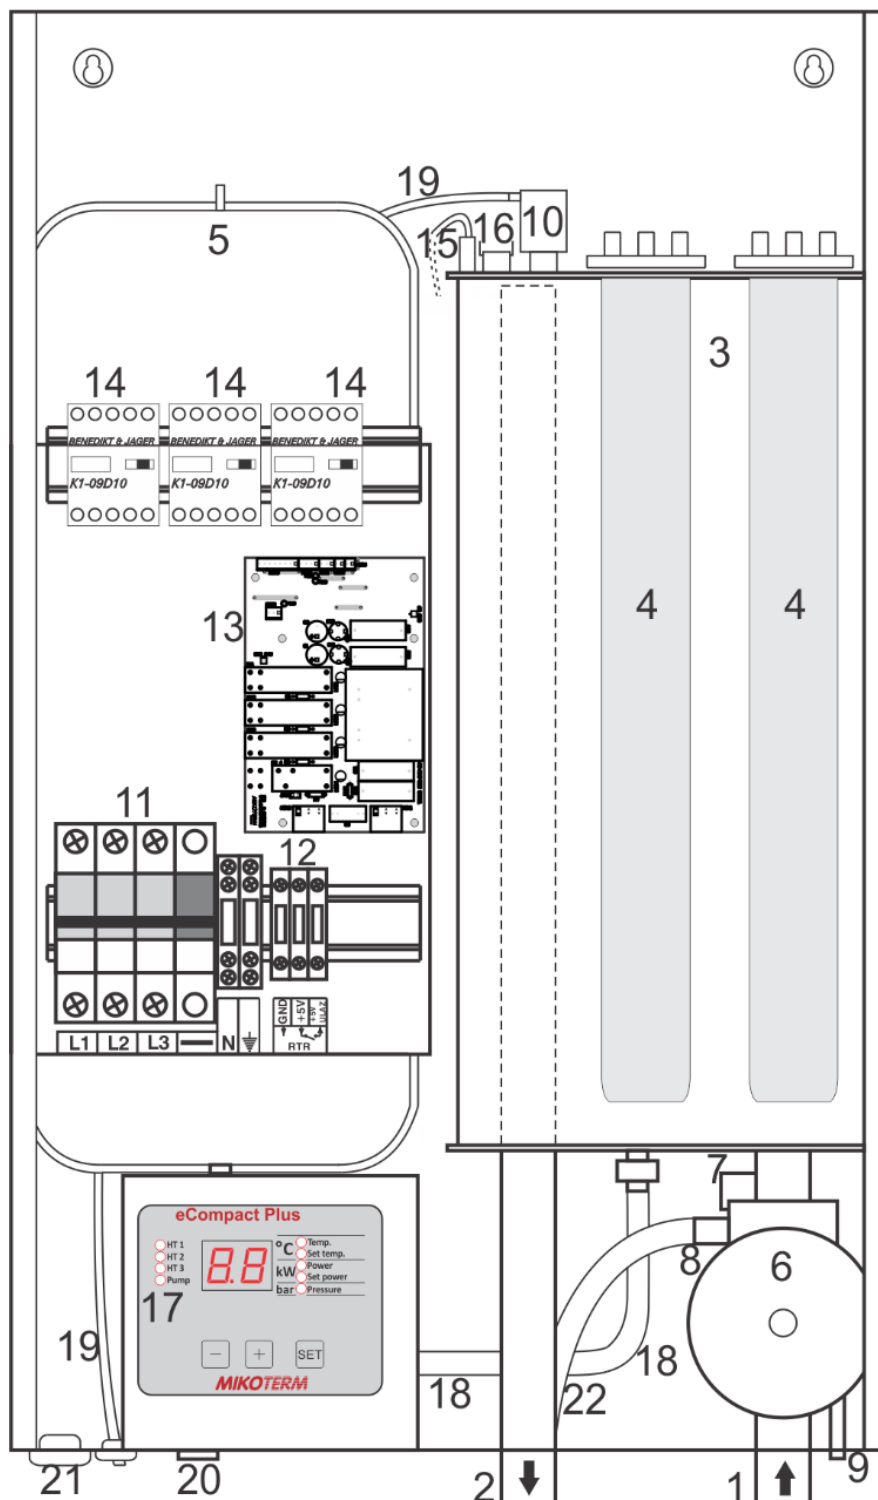 19
5
15
16
10
3
14
14
14
BENEDIKT & JAGER
BENEDIKT & JAGER
BENEDIKT & JAGER
K1-09D10
K1-09D10
K1-09D10
4
4
13
11
12
L1
L2
L3
N
GND
+5V
+5V
ULAZ
RTR
7
8
6
eCompact Plus
HT 1
HT 2
HT 3
Pump
8.8
°C
kW
bar
Temp.
Set temp.
Power
Set power
Pressure
17
19
−
+
SET
MIKOTERM
18
22
18
21
20
2
1
9